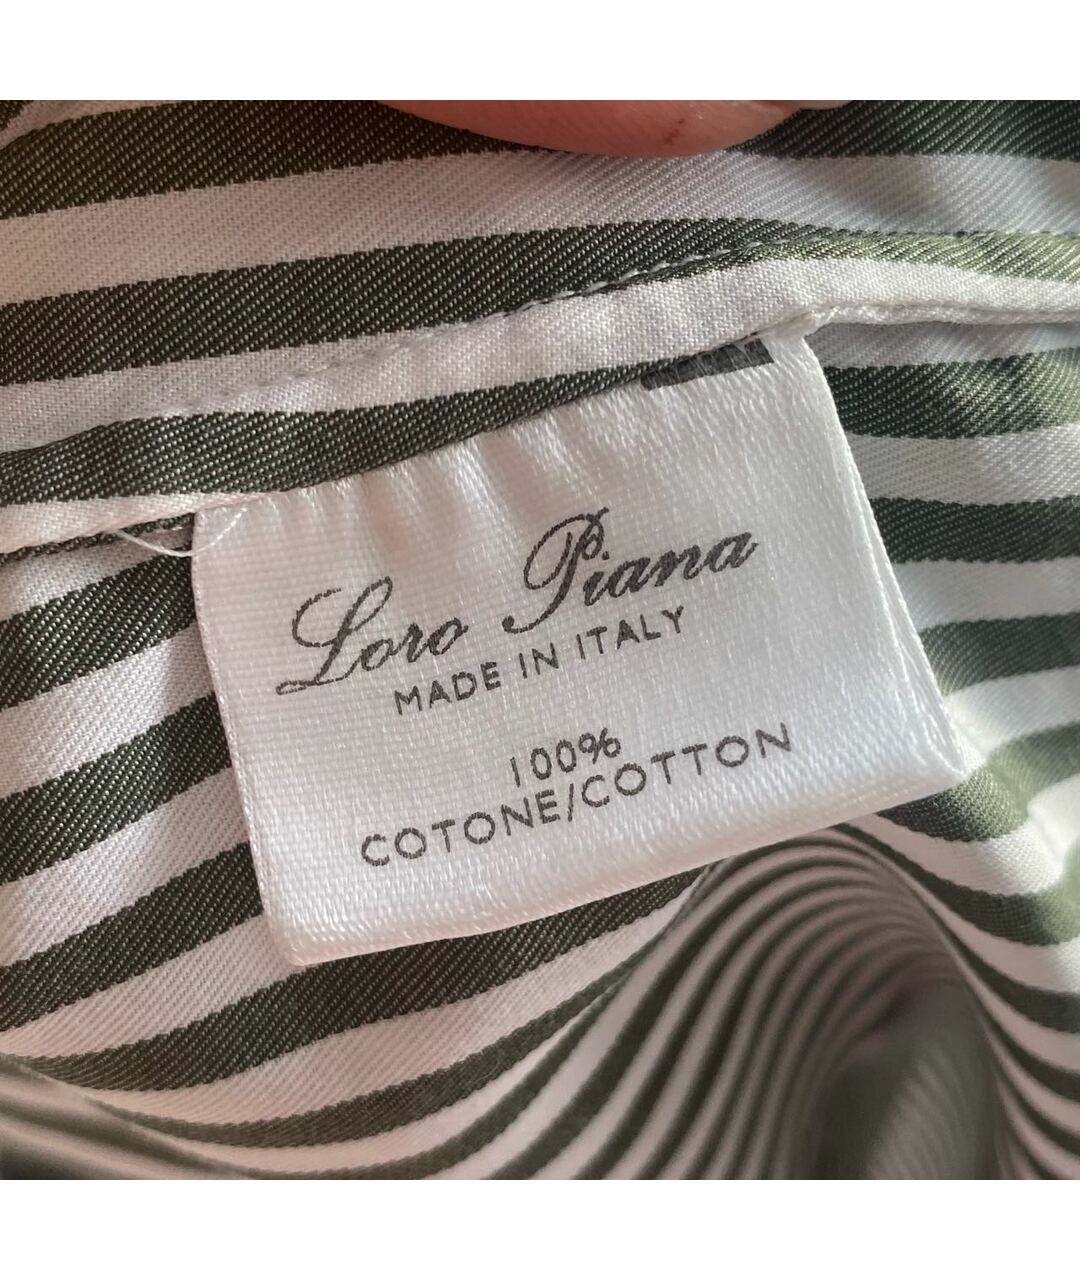 Loro Piana
MADE IN ITALY
100%
COTONE/COTTON